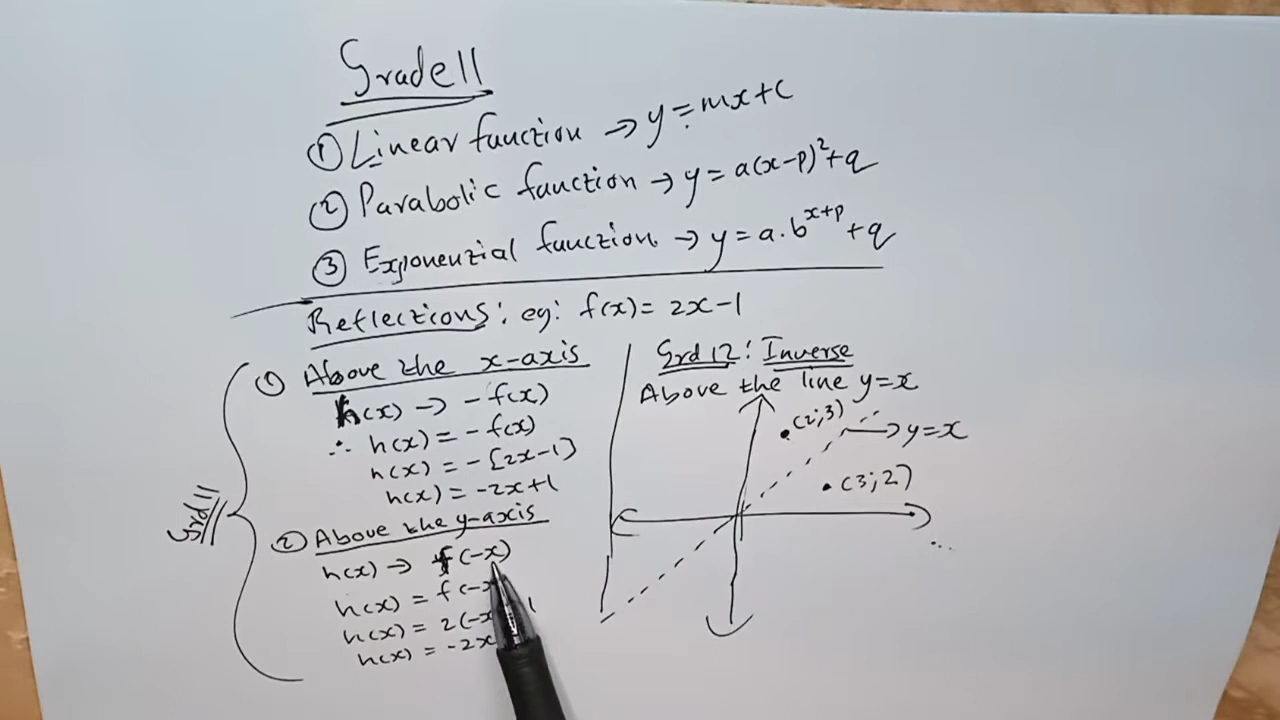 Grade 11
① Linear function → y = mx+c
② Parabolic function → y = a(x-p)²+q
③ Exponenzial function. → y = a.b^{x+p}+q
Reflections: eg: f(x) = 2x-1
① Above the x-axis
h(x) → -f(x)
∴ h(x) = -f(x)
h(x) = -[2x-1]
h(x) = -2x+1
② Above the y-axis
h(x) → f(-x)
h(x) = f(-x
h(x) = 2(-x 1
h(x) = -2x
Grd 11
Grd 12: Inverse
Above the line y=x
(2;3)
→ y=x
(3;2)
...